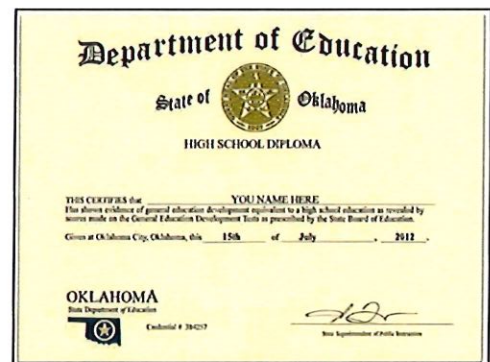 Department of Education
State of Oklahoma
HIGH SCHOOL DIPLOMA
THIS CERTIFIES that YOU NAME HERE
Has shown evidence of general education development equivalent to a high school education as revealed by
scores made on the General Education Development Tests as prescribed by the State Board of Education.
Given at Oklahoma City, Oklahoma, this 15th of July , 2012 .
OKLAHOMA
State Department of Education
Credential #
State Superintendent of Public Instruction